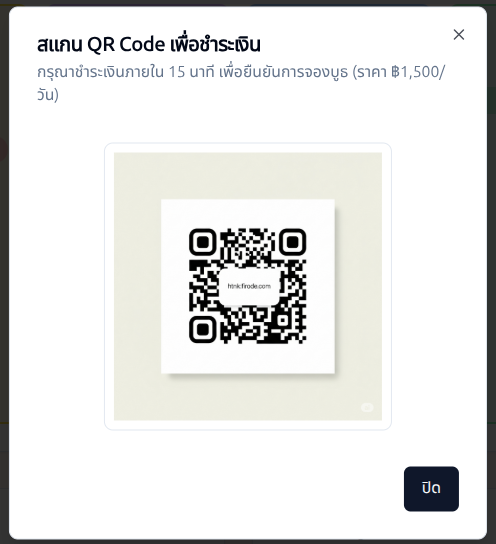 สแกน QR Code เพื่อชำระเงิน
กรุณาชำระเงินภายใน 15 นาที เพื่อยืนยันการจองบูธ (ราคา ฿1,500/
วัน)
ปิด